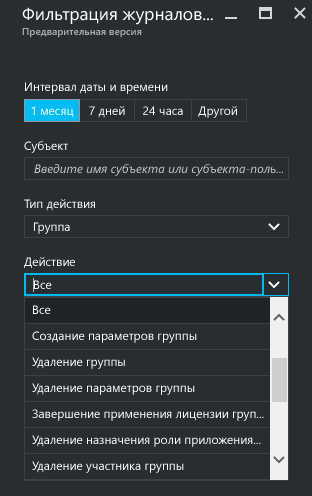 Фильтрация журналов...
Предварительная версия
Интервал даты и времени
1 месяц 7 дней 24 часа Другой
Субъект
Введите имя субъекта или субъекта-поль...
Тип действия
Группа
Действие
Все
Все
Создание параметров группы
Удаление группы
Удаление параметров группы
Завершение применения лицензии груп...
Удаление назначения роли приложения...
Удаление участника группы